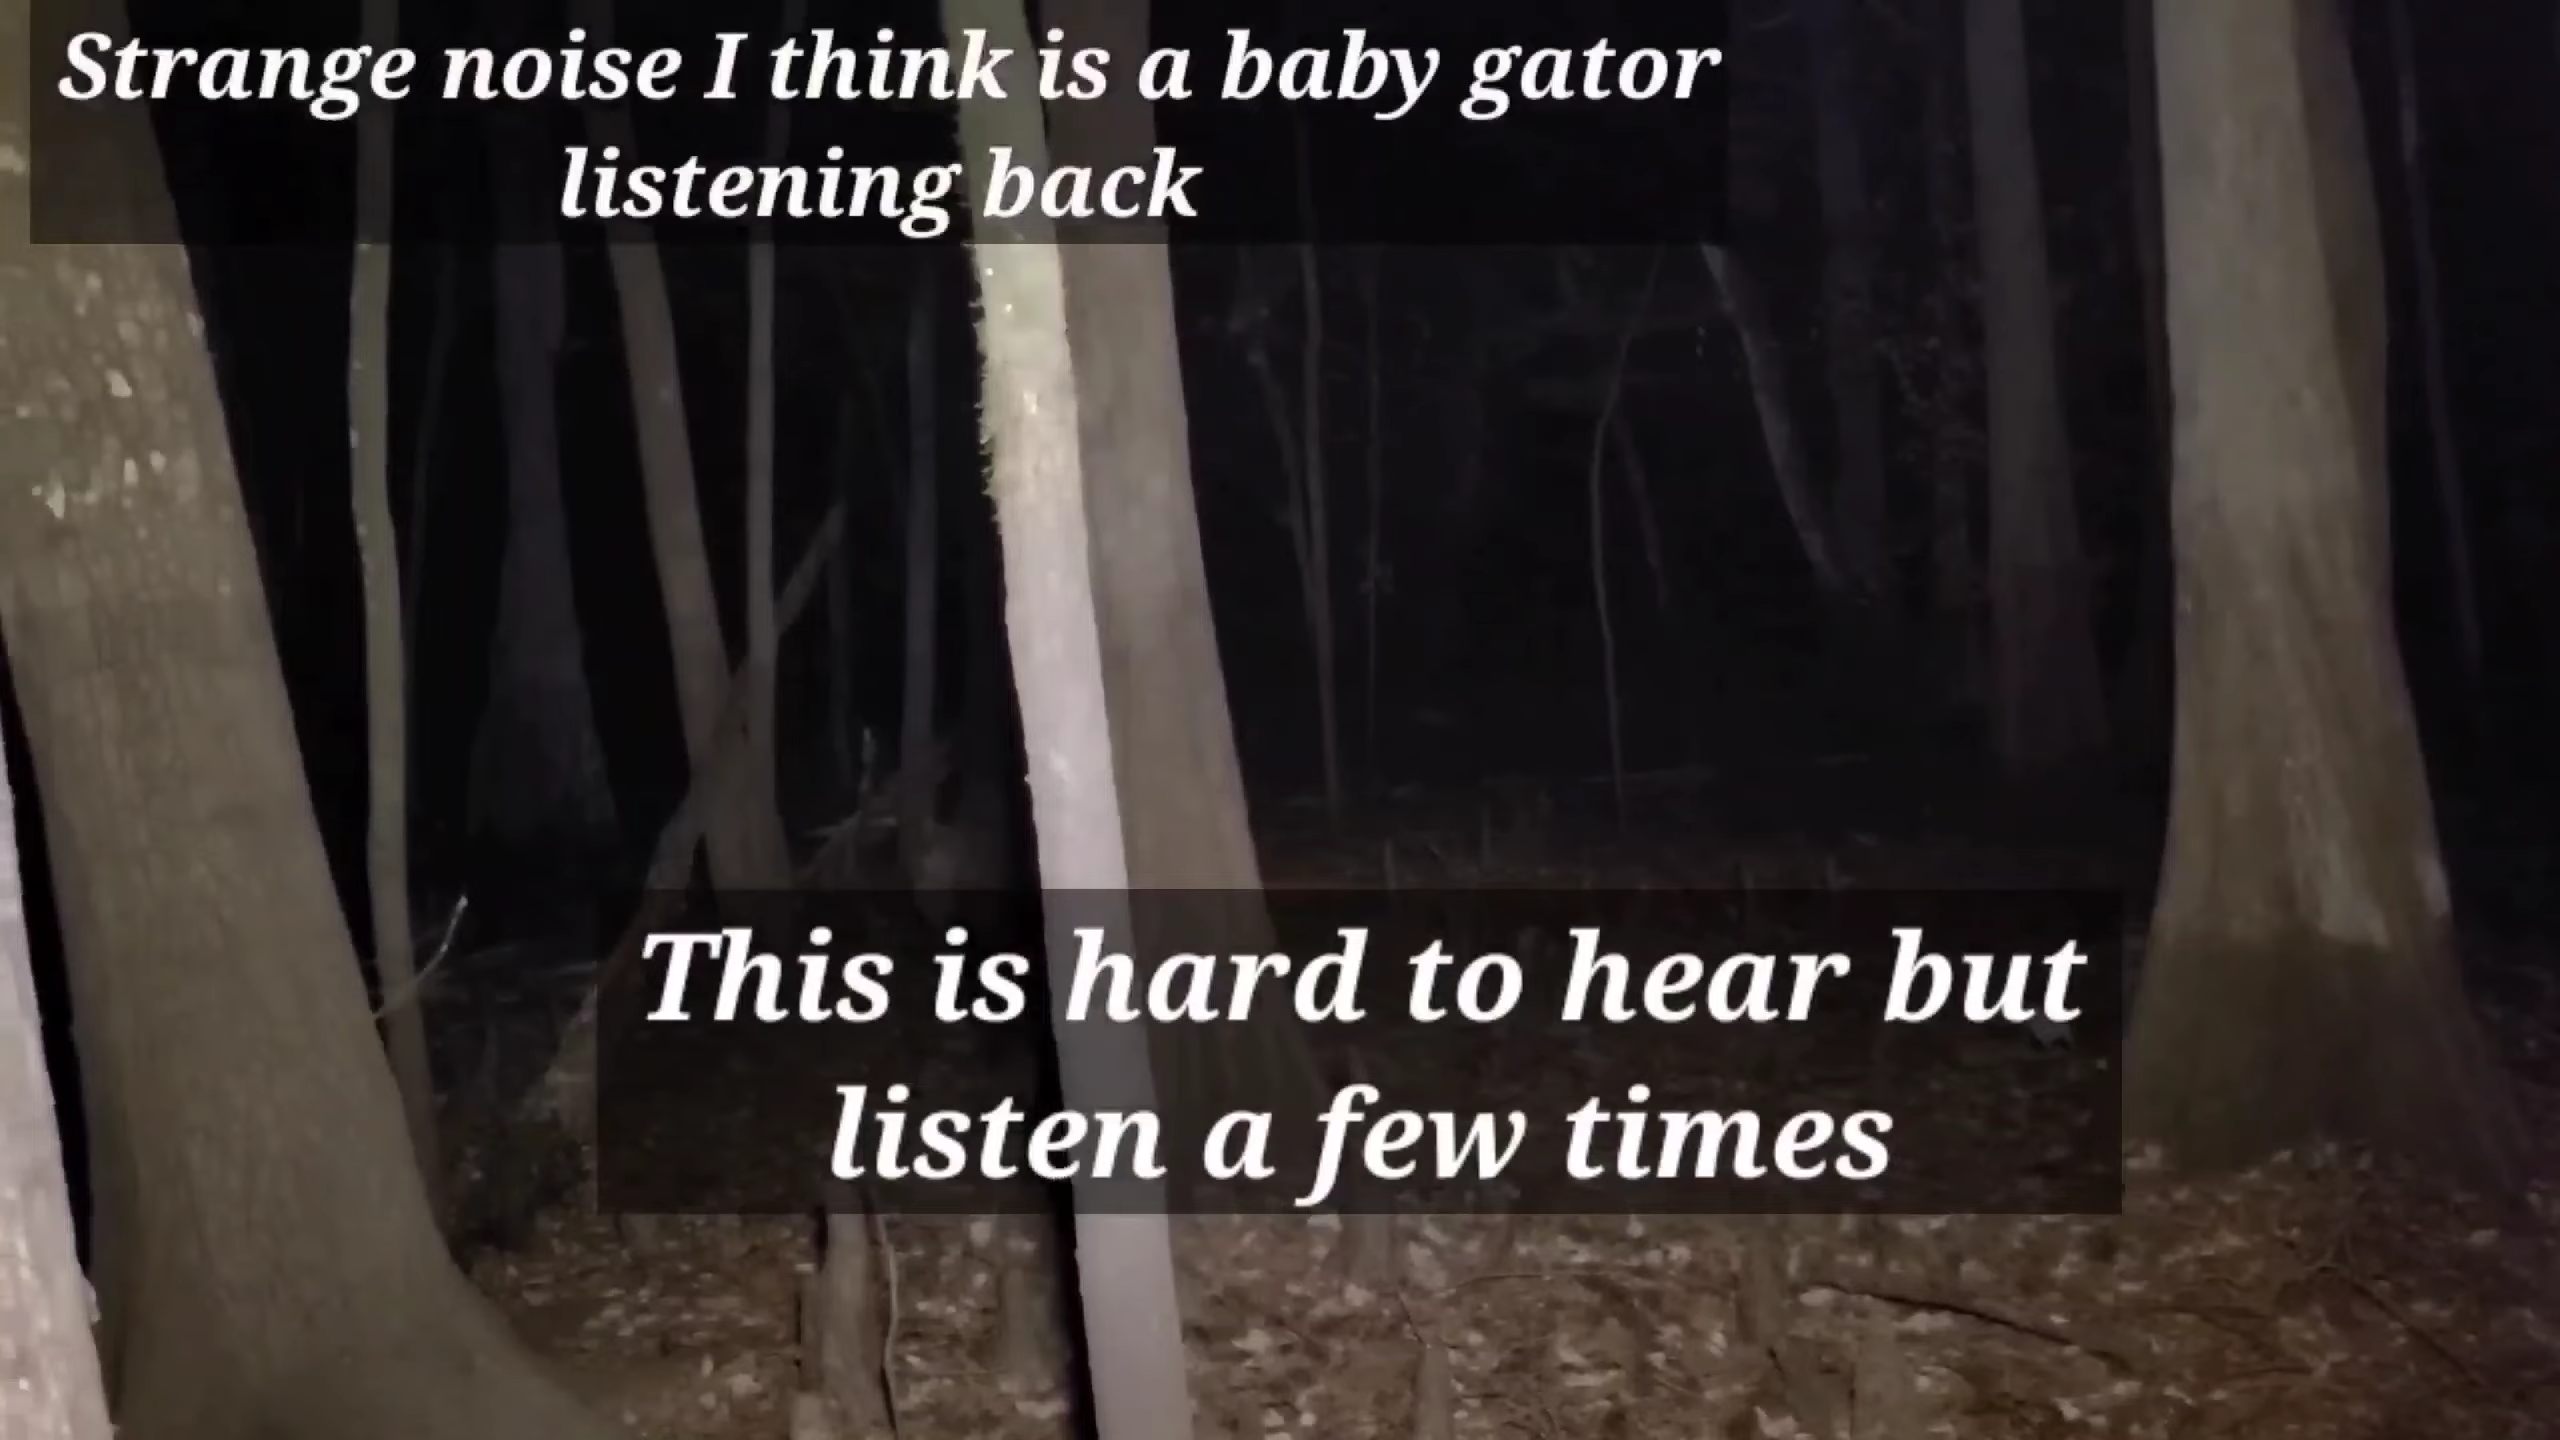 Strange noise I think is a baby gator
listening back
This is hard to hear but
listen a few times